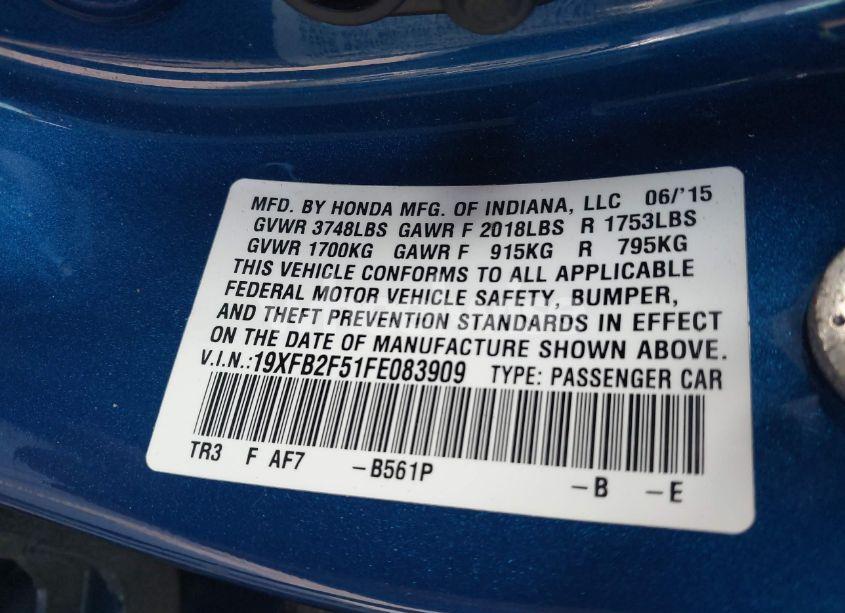 MFD. BY HONDA MFG. OF INDIANA, LLC 06/'15
GVWR 3748LBS GAWR F 2018LBS R 1753LBS
GVWR 1700KG GAWR F 915KG R 795KG
THIS VEHICLE CONFORMS TO ALL APPLICABLE
FEDERAL MOTOR VEHICLE SAFETY, BUMPER,
AND THEFT PREVENTION STANDARDS IN EFFECT
ON THE DATE OF MANUFACTURE SHOWN ABOVE.
V.I.N.:19XFB2F51FE083909 TYPE: PASSENGER CAR
TR3 F AF7 -B561P -B -E